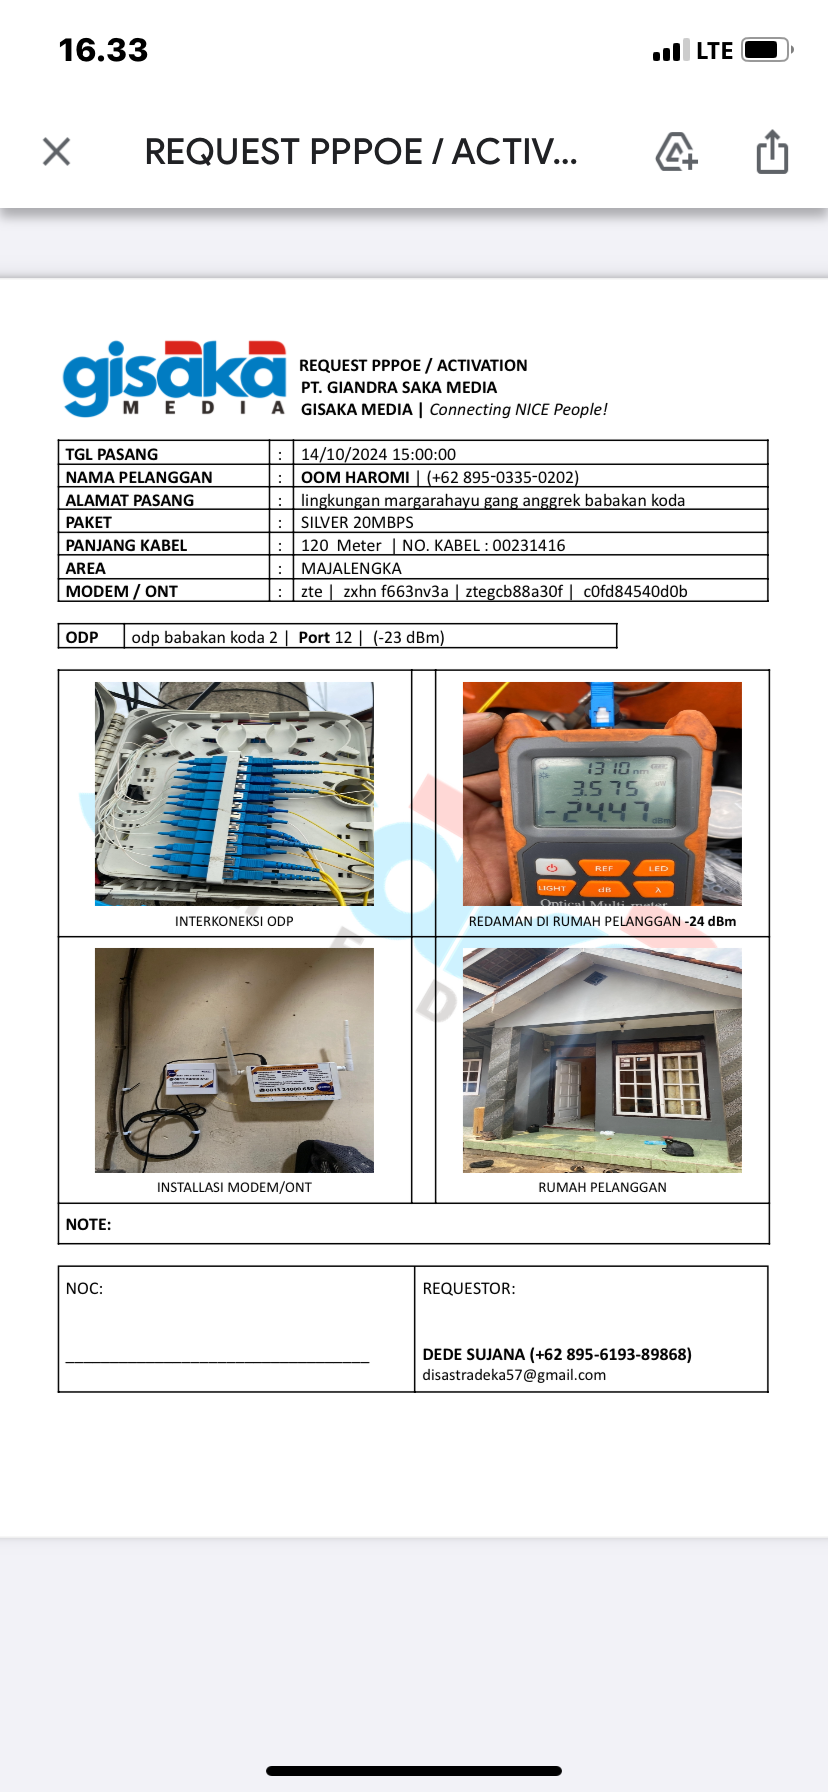 16.33
LTE
REQUEST PPPOE / ACTIV...
gisaka
MEDIA
REQUEST PPPOE / ACTIVATION
PT. GIANDRA SAKA MEDIA
GISAKA MEDIA | Connecting NICE People!
TGL PASANG : 14/10/2024 15:00:00
NAMA PELANGGAN : OOM HAROMI | (+62 895-0335-0202)
ALAMAT PASANG : lingkungan margarahayu gang anggrek babakan koda
PAKET : SILVER 20MBPS
PANJANG KABEL : 120 Meter | NO. KABEL : 00231416
AREA : MAJALENGKA
MODEM / ONT : zte | zxhn f663nv3a | ztegcb88a30f | c0fd84540d0b
ODP odp babakan koda 2 | Port 12 | (-23 dBm)
1310 nm
3.575
-24.47 dBm
REF LED
LIGHT dB λ
Optical Multi meter
INTERKONEKSI ODP
REDAMAN DI RUMAH PELANGGAN -24 dBm
INSTALLASI MODEM/ONT
RUMAH PELANGGAN
NOTE:
NOC:
REQUESTOR:
DEDE SUJANA (+62 895-6193-89868)
disastradeka57@gmail.com